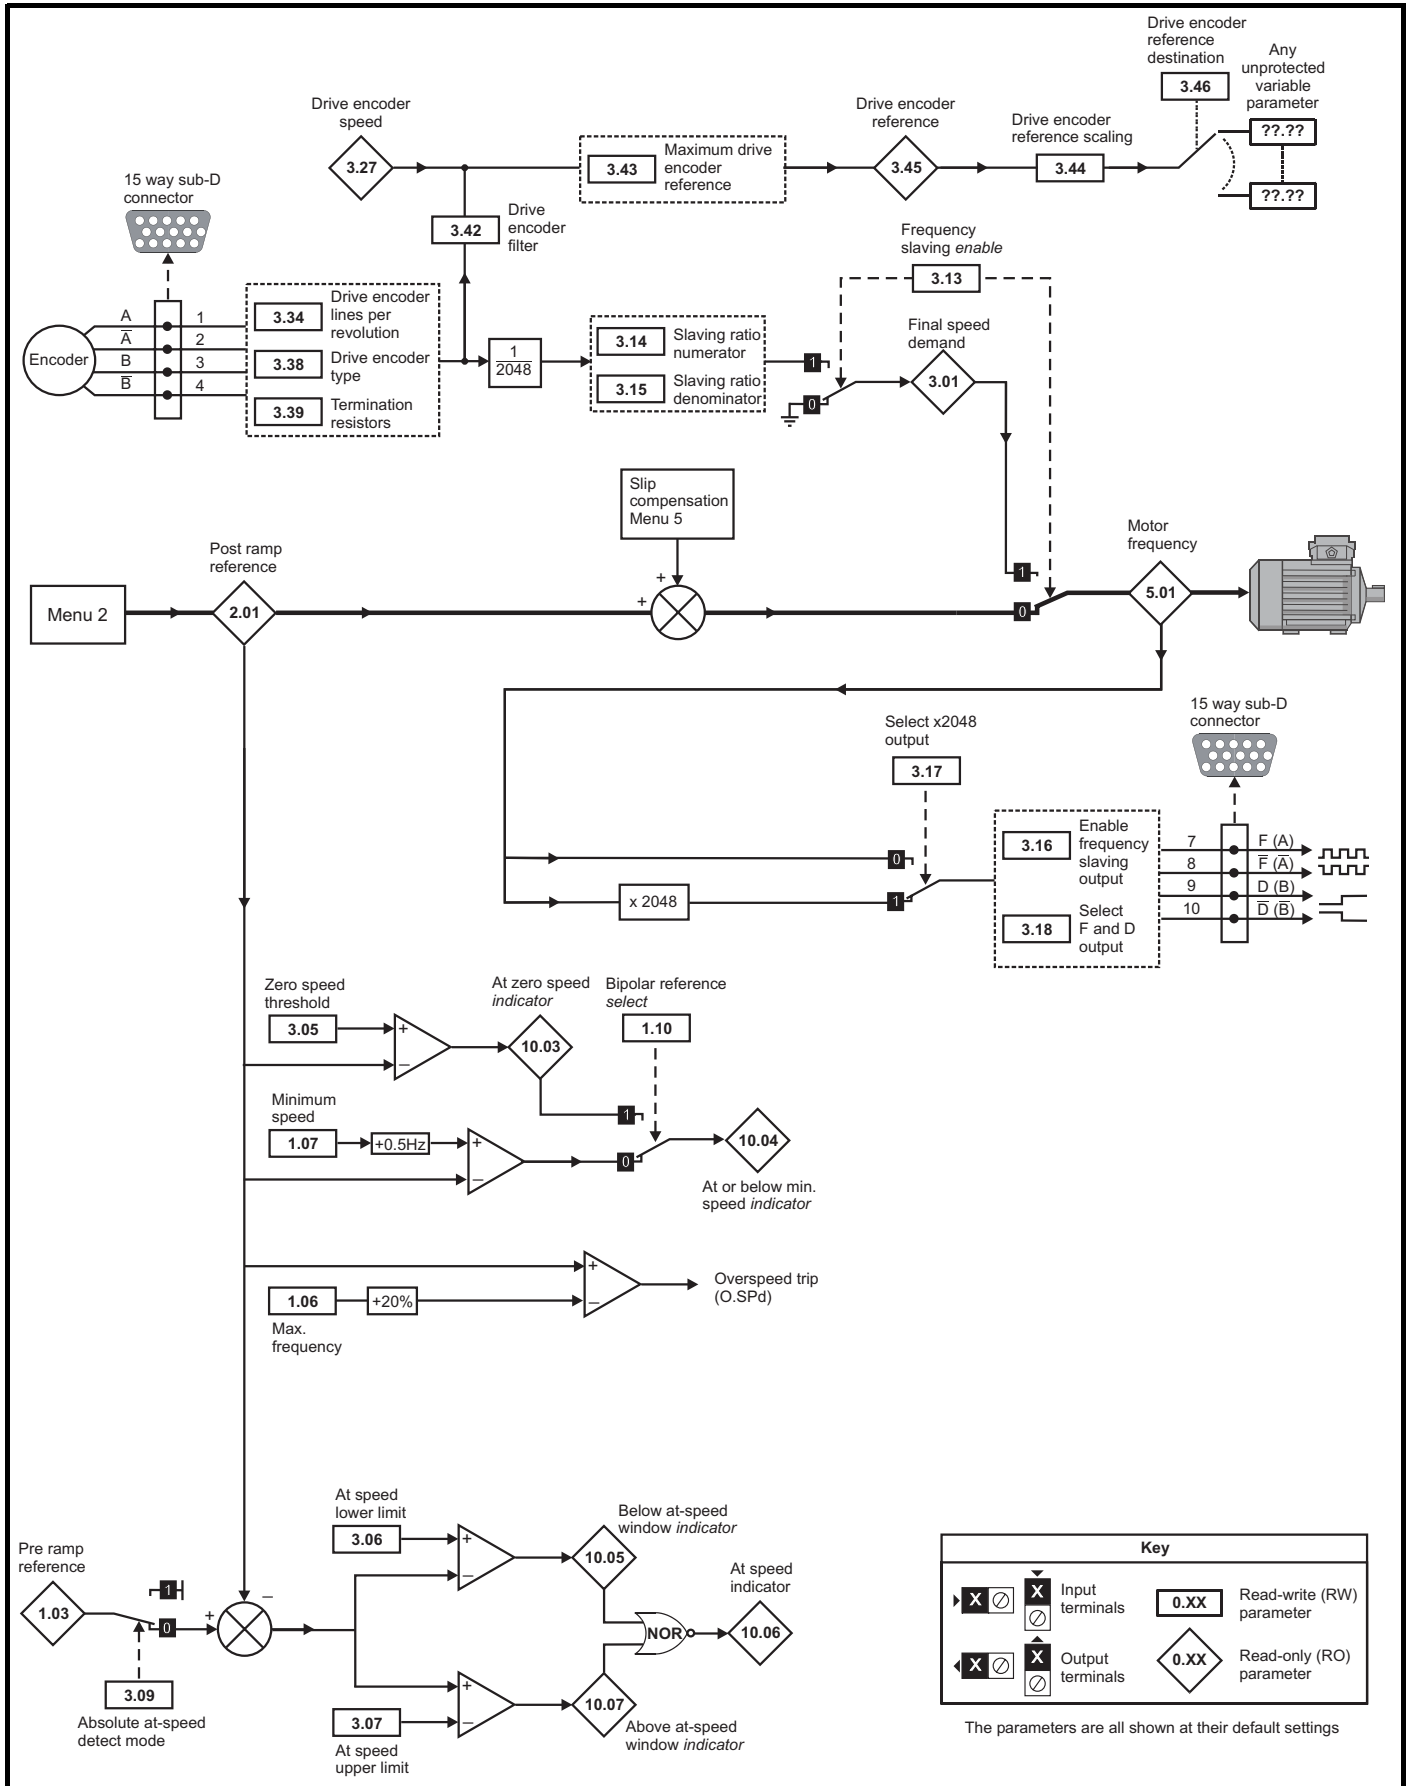 Drive encoder
reference
destination
3.46
Any
unprotected
variable
parameter
??.??
??.??
Drive encoder
speed
3.27
3.43
Maximum drive
encoder
reference
Drive encoder
reference
3.45
Drive encoder
reference scaling
3.44
15 way sub-D
connector
3.42
Drive
encoder
filter
Frequency
slaving enable
3.13
Encoder
A
A̅
B
B̅
1
2
3
4
3.34
Drive encoder
lines per
revolution
3.38
Drive encoder
type
3.39
Termination
resistors
1
2048
3.14
Slaving ratio
numerator
3.15
Slaving ratio
denominator
1
0
Final speed
demand
3.01
Slip
compensation
Menu 5
Menu 2
Post ramp
reference
2.01
+
+
1
0
Motor
frequency
5.01
Select x2048
output
3.17
0
x 2048
1
3.16
Enable
frequency
slaving
output
3.18
Select
F and D
output
15 way sub-D
connector
7
8
9
10
F (A)
F̅ (A̅)
D (B)
D̅ (B̅)
Zero speed
threshold
3.05
+
–
At zero speed
indicator
10.03
Bipolar reference
select
1.10
Minimum
speed
1.07
+0.5Hz
+
–
1
0
10.04
At or below min.
speed indicator
+
–
Overspeed trip
(O.SPd)
1.06
+20%
Max.
frequency
Pre ramp
reference
1.03
1
0
+
–
3.09
Absolute at-speed
detect mode
At speed
lower limit
3.06
+
–
Below at-speed
window indicator
10.05
NOR
At speed
indicator
10.06
+
–
3.07
At speed
upper limit
10.07
Above at-speed
window indicator
Key
X
X
Input
terminals
0.XX
Read-write (RW)
parameter
X
X
Output
terminals
0.XX
Read-only (RO)
parameter
The parameters are all shown at their default settings